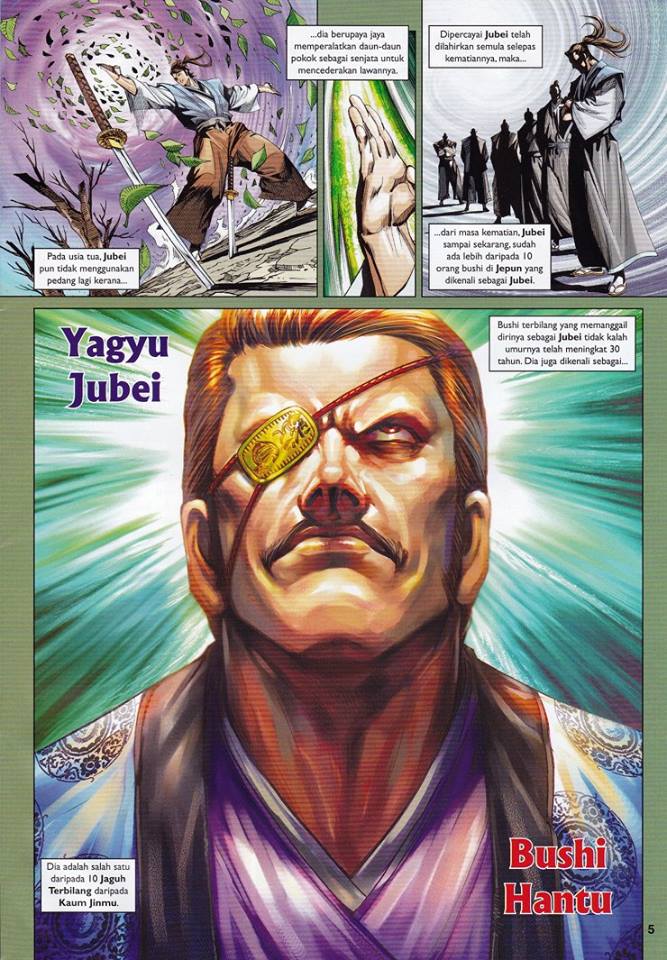 Pada usia tua, Jubei
pun tidak menggunakan
pedang lagi kerana...
...dia berupaya jaya
memperalatkan daun-daun
pokok sebagai senjata untuk
mencederakan lawannya.
Dipercayai Jubei telah
dilahirkan semula selepas
kematiannya, maka...
...dari masa kematian, Jubei
sampai sekarang, sudah
ada lebih daripada 10
orang bushi di Jepun yang
dikenali sebagai Jubei.
Yagyu
Jubei
Bushi terbilang yang memanggail
dirinya sebagai Jubei tidak kalah
umurnya telah meningkat 30
tahun. Dia juga dikenali sebagai...
Dia adalah salah satu
daripada 10 Jaguh
Terbilang daripada
Kaum Jinmu.
Bushi
Hantu
5